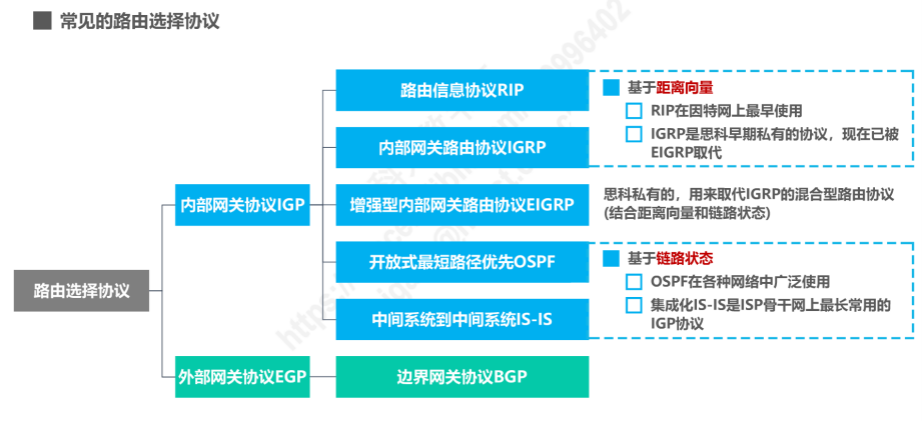 常见的路由选择协议
路由信息协议RIP
基于距离向量
RIP在因特网上最早使用
内部网关路由协议IGRP
IGRP是思科早期私有的协议，现在已被
EIGRP取代
内部网关协议IGP
增强型内部网关路由协议EIGRP
思科私有的，用来取代IGRP的混合型路由协议
(结合距离向量和链路状态)
开放式最短路径优先OSPF
基于链路状态
OSPF在各种网络中广泛使用
路由选择协议
中间系统到中间系统IS-IS
集成化IS-IS是ISP骨干网上最长常用的
IGP协议
外部网关协议EGP
边界网关协议BGP